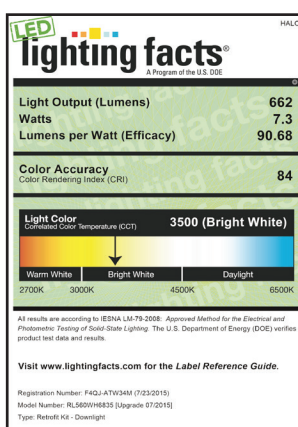 LED
HALO
lighting facts®
A Program of the U.S. DOE
Light Output (Lumens) 662
Watts 7.3
Lumens per Watt (Efficacy) 90.68
Color Accuracy
Color Rendering Index (CRI) 84
Light Color
Correlated Color Temperature (CCT) 3500 (Bright White)
Warm White Bright White Daylight
2700K 3000K 4500K 6500K
All results are according to IESNA LM-79-2008: Approved Method for the Electrical and
Photometric Testing of Solid-State Lighting. The U.S. Department of Energy (DOE) verifies
product test data and results.
Visit www.lightingfacts.com for the Label Reference Guide.
Registration Number: F4QJ-ATW34M (7/23/2015)
Model Number: RL560WH6835 [Upgrade 07/2015]
Type: Retrofit Kit - Downlight